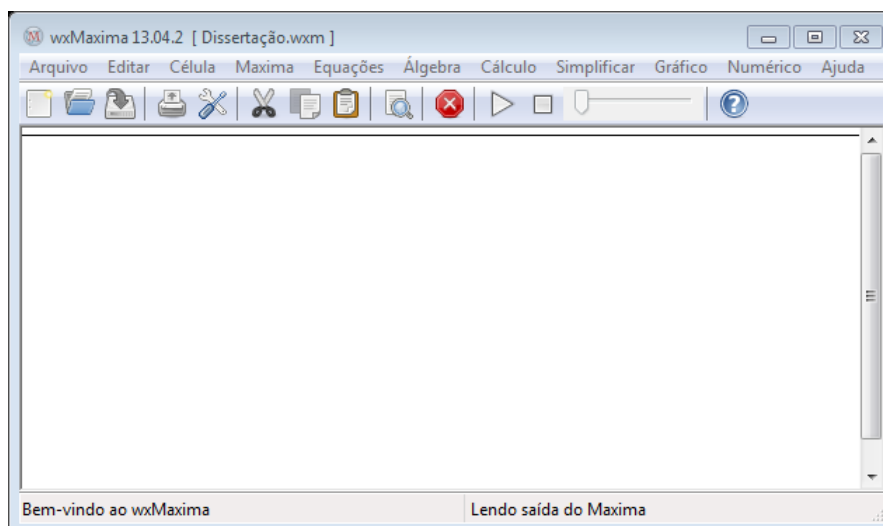 wxMaxima 13.04.2 [ Dissertação.wxm ]
Arquivo Editar Célula Maxima Equações Álgebra Cálculo Simplificar Gráfico Numérico Ajuda
Bem-vindo ao wxMaxima Lendo saída do Maxima